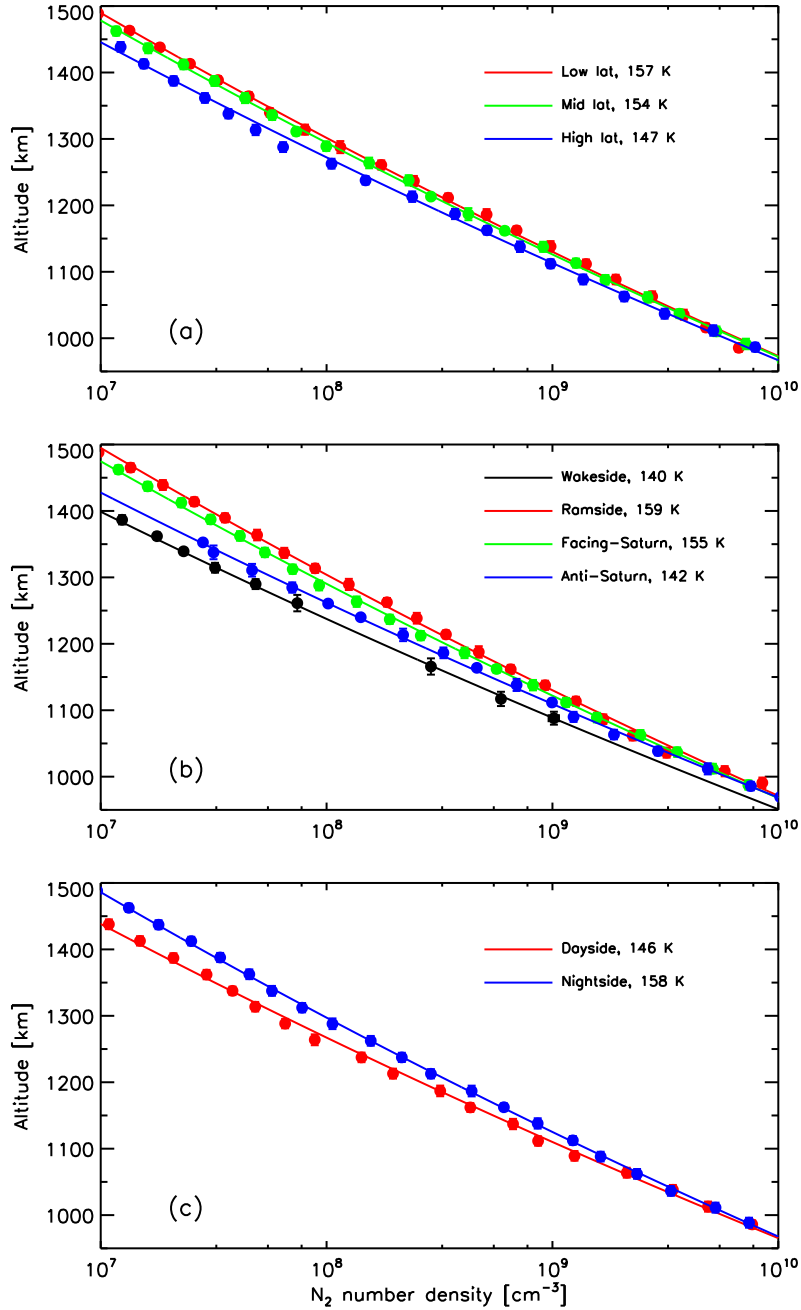 1500
1400
1300
1200
1100
1000
Altitude [km]
Low lat, 157 K
Mid lat, 154 K
High lat, 147 K
(a)
10⁷
10⁸
10⁹
10¹⁰
1500
1400
1300
1200
1100
1000
Altitude [km]
Wakeside, 140 K
Ramside, 159 K
Facing-Saturn, 155 K
Anti-Saturn, 142 K
(b)
10⁷
10⁸
10⁹
10¹⁰
1500
1400
1300
1200
1100
1000
Altitude [km]
Dayside, 146 K
Nightside, 158 K
(c)
10⁷
10⁸
10⁹
10¹⁰
N₂ number density [cm⁻³]